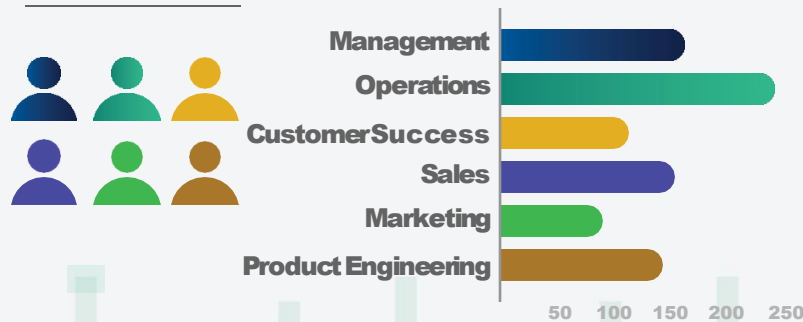 Management
Operations
CustomerSuccess
Sales
Marketing
Product Engineering
50 100 150 200 250